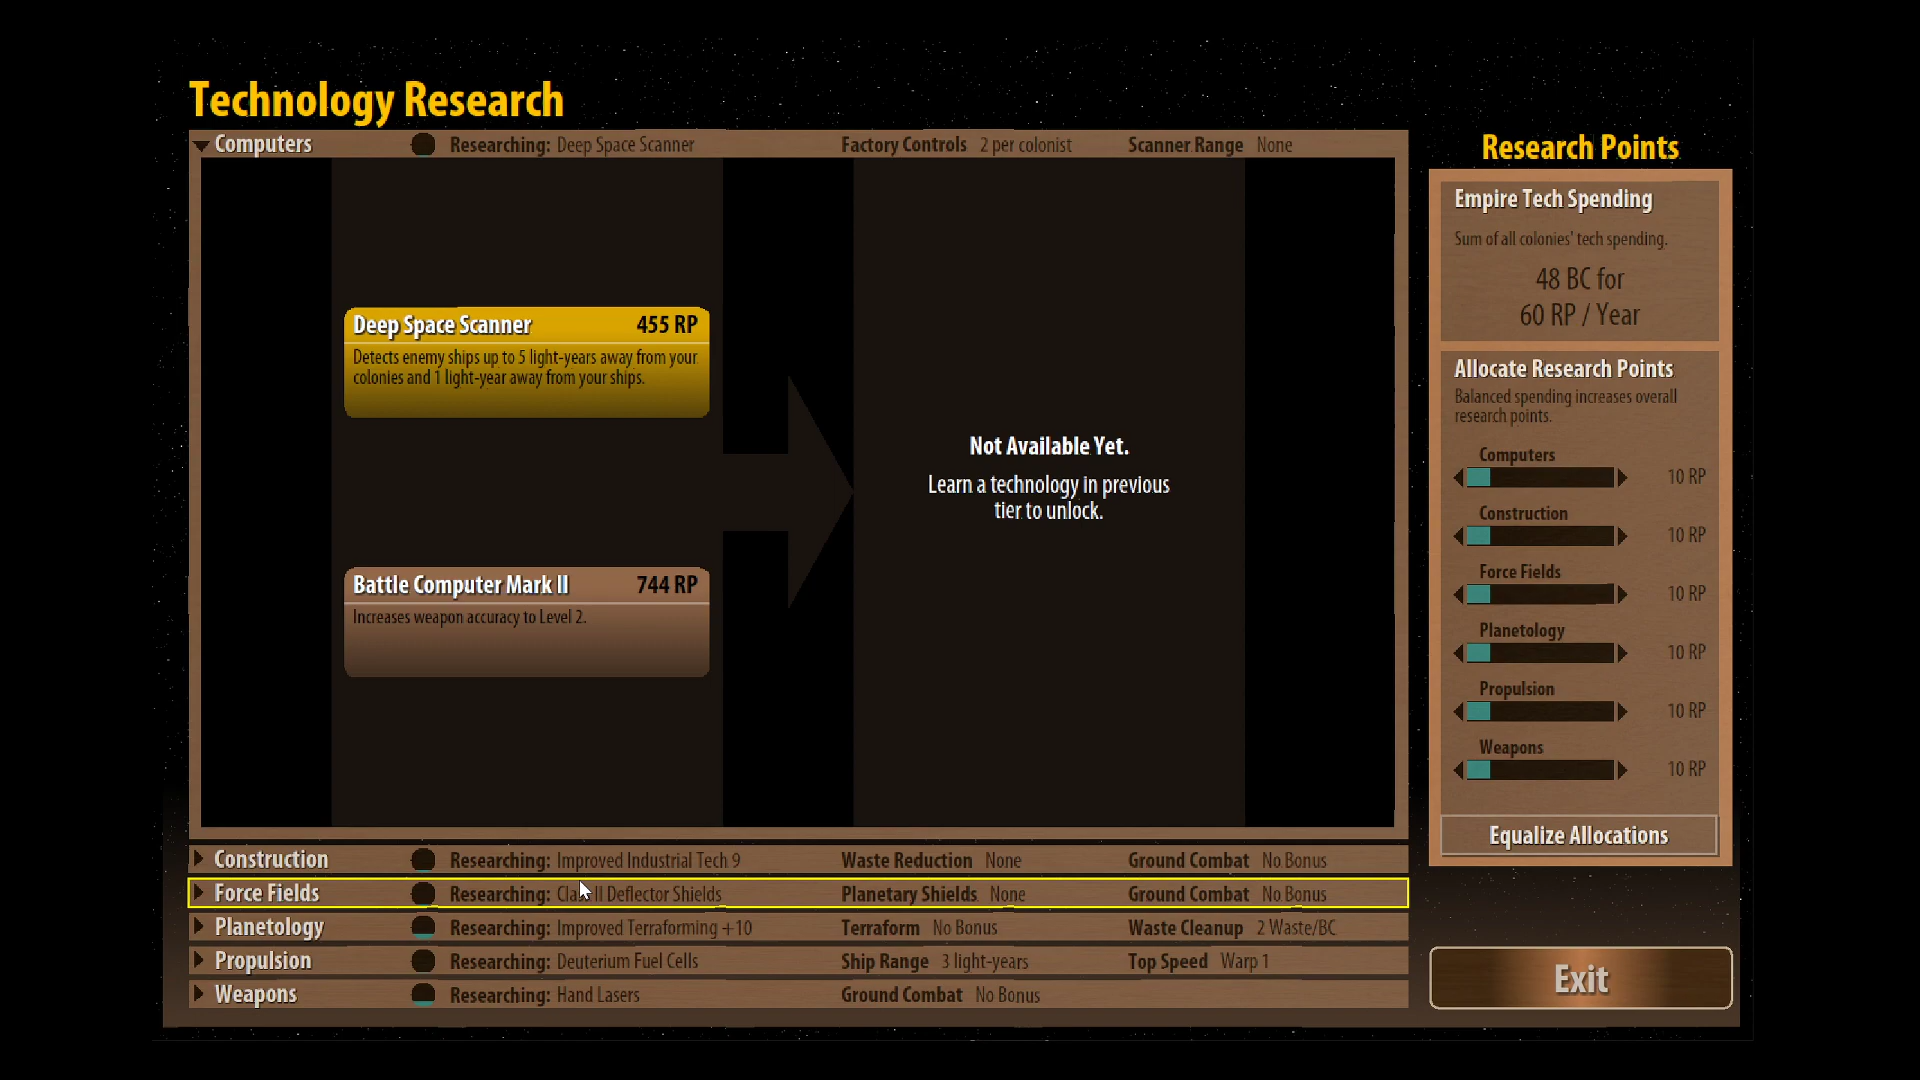 Technology Research
Computers Researching: Deep Space Scanner Factory Controls 2 per colonist Scanner Range None
Deep Space Scanner 455 RP
Detects enemy ships up to 5 light-years away from your
colonies and 1 light-year away from your ships.
Battle Computer Mark II 744 RP
Increases weapon accuracy to Level 2.
Not Available Yet.
Learn a technology in previous
tier to unlock.
Construction Researching: Improved Industrial Tech 9 Waste Reduction None Ground Combat No Bonus
Force Fields Researching: II Deflector Shields Planetary Shields None Ground Combat No Bonus
Planetology Researching: Improved Terraforming +10 Terraform No Bonus Waste Cleanup 2 Waste/BC
Propulsion Researching: Deuterium Fuel Cells Ship Range 3 light-years Top Speed Warp 1
Weapons Researching: Hand Lasers Ground Combat No Bonus
Research Points
Empire Tech Spending
Sum of all colonies' tech spending.
48 BC for
60 RP / Year
Allocate Research Points
Balanced spending increases overall
research points.
Computers
10 RP
Construction
10 RP
Force Fields
10 RP
Planetology
10 RP
Propulsion
10 RP
Weapons
10 RP
Equalize Allocations
Exit